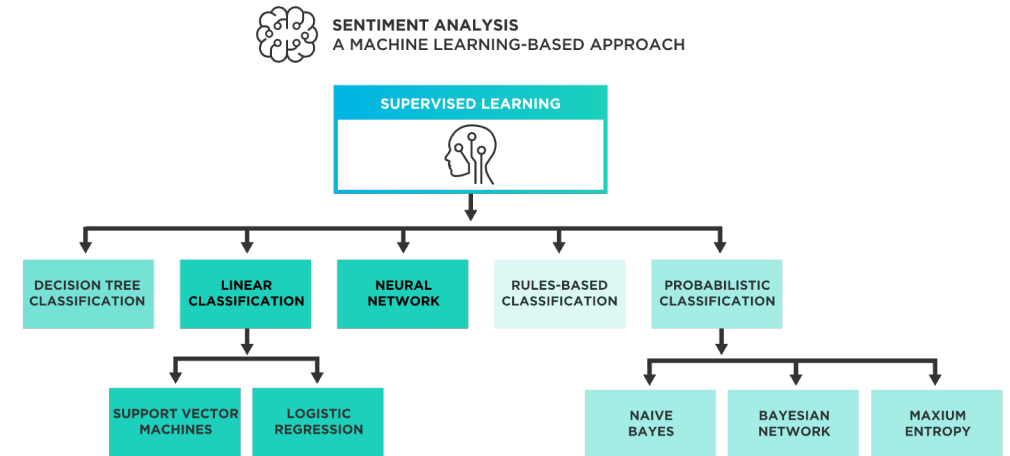 SENTIMENT ANALYSIS
A MACHINE LEARNING-BASED APPROACH
SUPERVISED LEARNING
DECISION TREE
CLASSIFICATION
LINEAR
CLASSIFICATION
NEURAL
NETWORK
RULES-BASED
CLASSIFICATION
PROBABILISTIC
CLASSIFICATION
SUPPORT VECTOR
MACHINES
LOGISTIC
REGRESSION
NAIVE
BAYES
BAYESIAN
NETWORK
MAXIUM
ENTROPY